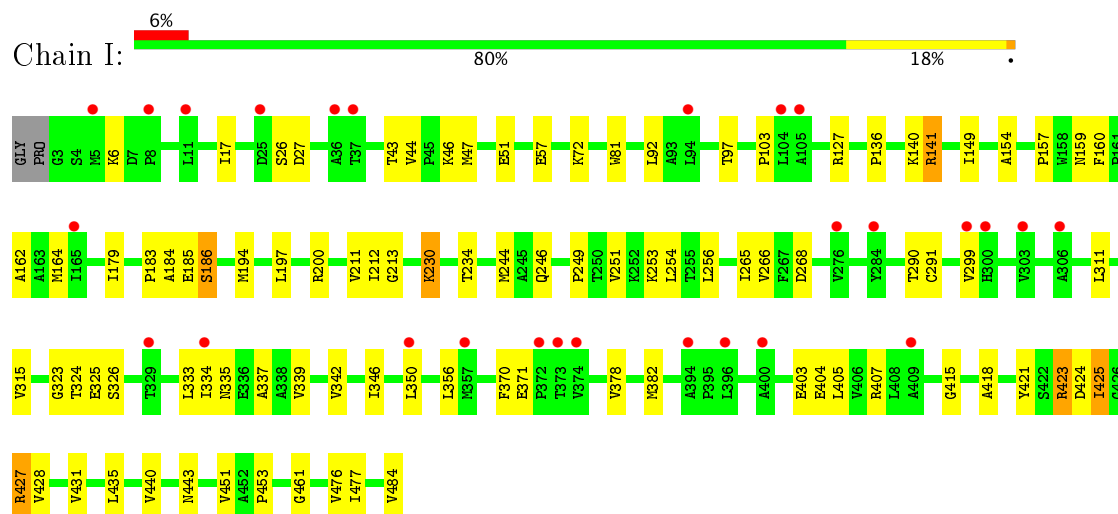 6%
Chain I:
80%
18%
•
GLY PRO G3 S4 M5 K6 D7 P8 L11 I17 D25 S26 D27 A36 T37 T43 V44 P45 K46 M47 E51 E57 K72 W81 L92 A93 L94 T97 P103 L104 A105 R127 P136 K140 R141 I149 A154 P157 W158 N159 F160
A162 A163 M164 I165 I179 P183 A184 E185 S186 M194 L197 R200 V211 I212 G213 K230 T234 M244 A245 Q246 P249 T250 V251 K252 K253 L254 T255 L256 I265 V266 F267 D268 V276 Y284 T290 C291 V299 H300 V303 A306 L311
V315 G323 T324 E325 S326 T329 L333 I334 N335 E336 A337 A338 V339 V342 I346 L350 L356 M357 F370 E371 P372 T373 V374 V378 M382 A394 P395 L396 A400 E403 E404 L405 V406 R407 L408 A409 G415 A418 Y421 S422 R423 D424 I425
R427 V428 V431 L435 V440 N443 V451 A452 P453 G461 V476 I477 V484